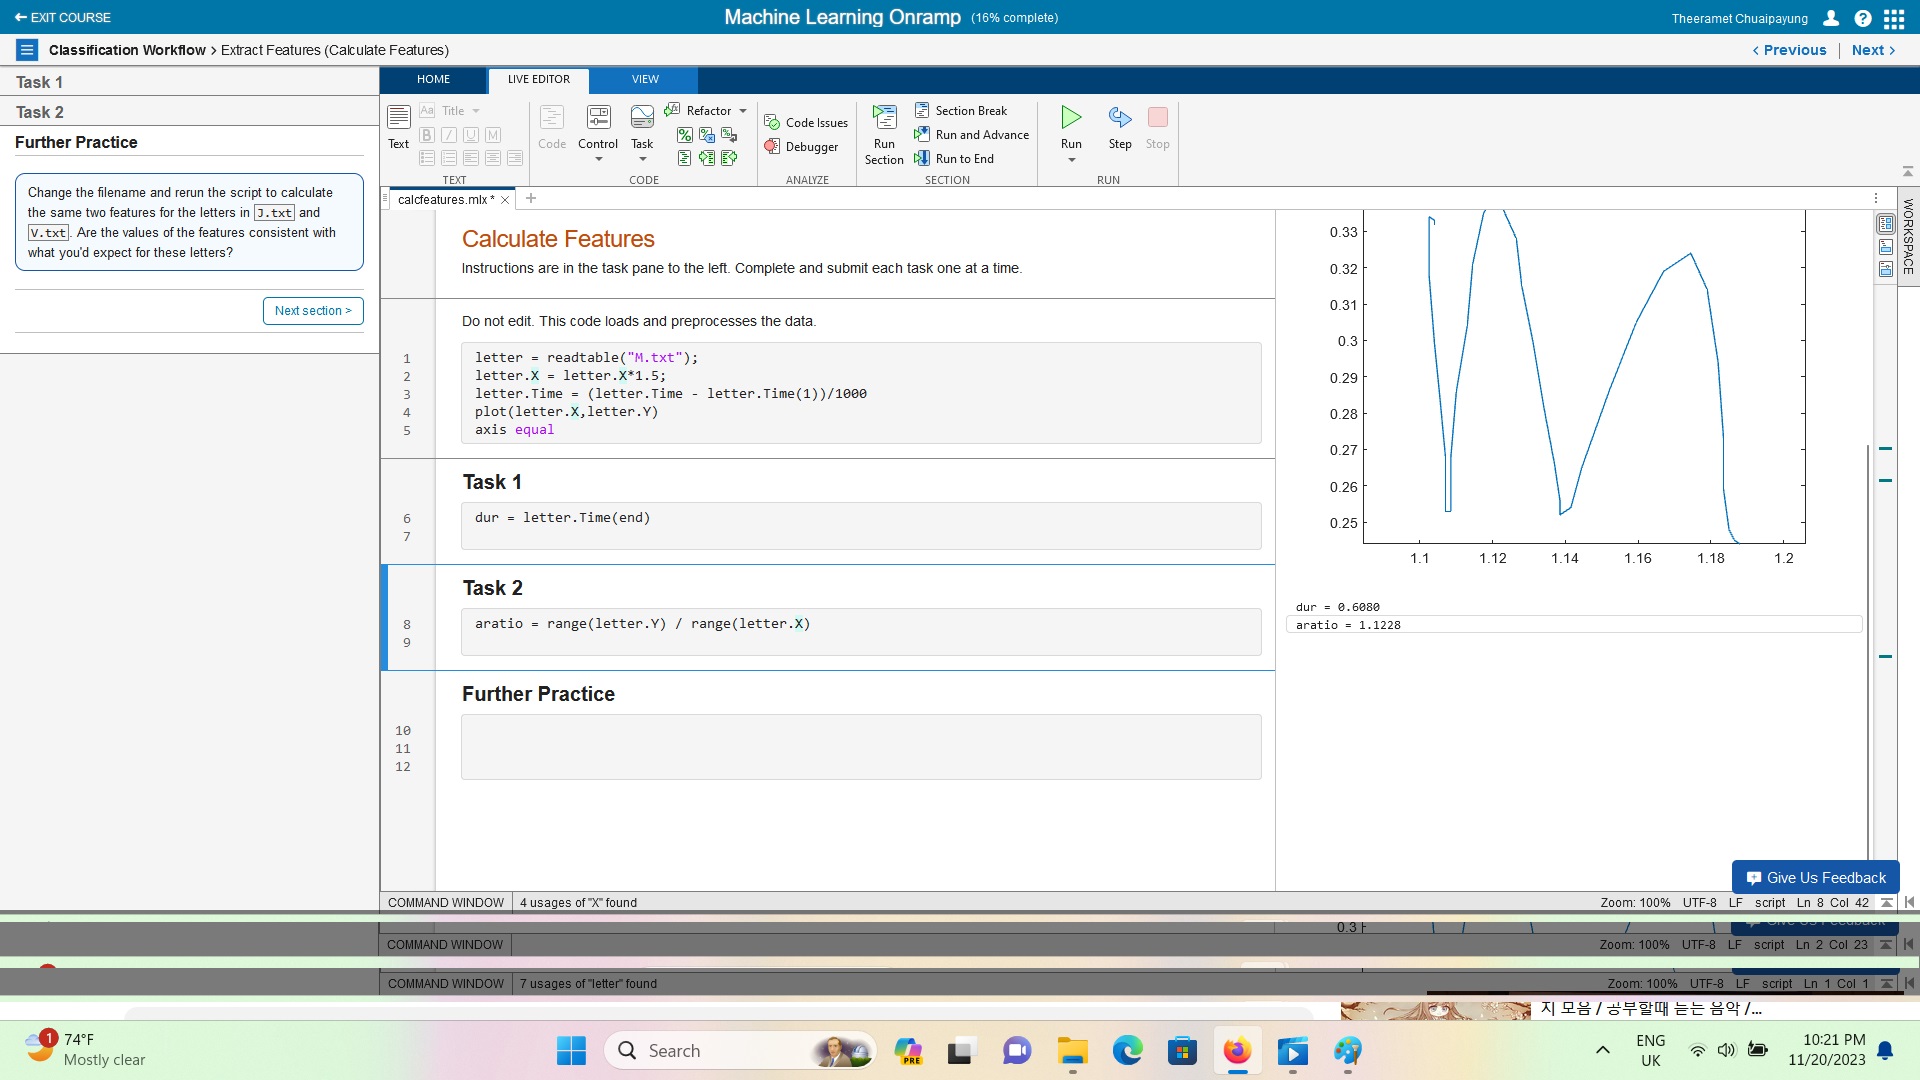 EXIT COURSE
Machine Learning Onramp (16% complete)
Theeramet Chuaipayung
Classification Workflow > Extract Features (Calculate Features)
< Previous | Next >
Task 1
Task 2
Further Practice
Change the filename and rerun the script to calculate
the same two features for the letters in J.txt and
V.txt. Are the values of the features consistent with
what you'd expect for these letters?
Next section >
HOME
LIVE EDITOR
VIEW
Text
Aa Title
B I U M
TEXT
Code
Control
Task
Refactor
CODE
Code Issues
Debugger
ANALYZE
Run
Section
Section Break
Run and Advance
Run to End
SECTION
Run
Step
Stop
RUN
calcfeatures.mlx *
WORKSPACE
Calculate Features
Instructions are in the task pane to the left. Complete and submit each task one at a time.
Do not edit. This code loads and preprocesses the data.
1 letter = readtable("M.txt");
2 letter.X = letter.X*1.5;
3 letter.Time = (letter.Time - letter.Time(1))/1000
4 plot(letter.X,letter.Y)
5 axis equal
Task 1
6 dur = letter.Time(end)
7
Task 2
8 aratio = range(letter.Y) / range(letter.X)
9
Further Practice
10
11
12
0.33
0.32
0.31
0.3
0.29
0.28
0.27
0.26
0.25
1.1 1.12 1.14 1.16 1.18 1.2
dur = 0.6080
aratio = 1.1228
Give Us Feedback
COMMAND WINDOW 4 usages of "X" found
Zoom: 100% UTF-8 LF script Ln 8 Col 42
0.3
Give Us Feedback
COMMAND WINDOW
Zoom: 100% UTF-8 LF script Ln 2 Col 23
COMMAND WINDOW 7 usages of "letter" found
Zoom: 100% UTF-8 LF script Ln 1 Col 1
지 모음 / 공부할때 듣는 음악 /...
1
74°F
Mostly clear
Search
PRE
ENG
UK
10:21 PM
11/20/2023